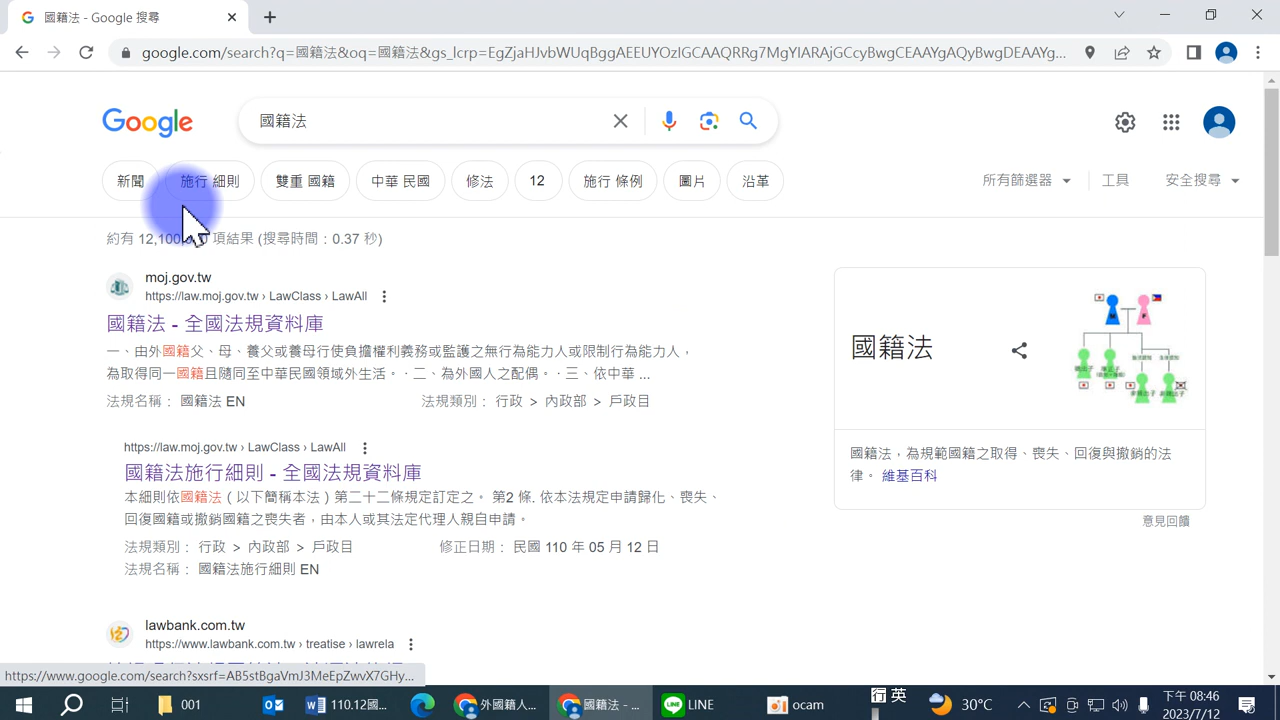 國籍法 - Google 搜尋
google.com/search?q=國籍法&oq=國籍法&gs_lcrp=EgZjaHJvbWUqBggAEEUYOzIGCAAQRRg7MgYIARAjGCcyBwgCEAAYgAQyBwgDEAAYg...
Google
國籍法
新聞 施行 細則 雙重 國籍 中華 民國 修法 12 施行 條例 圖片 沿革
所有篩選器 工具 安全搜尋
約有 項結果 (搜尋時間：0.37 秒)
moj.gov.tw
https://law.moj.gov.tw › LawClass › LawAll
國籍法 - 全國法規資料庫
一、由外國籍父、母、養父或養母行使負擔權利義務或監護之無行為能力人或限制行為能力人，
為取得同一國籍且隨同至中華民國領域外生活。· 二、為外國人之配偶。· 三、依中華 ...
法規名稱： 國籍法 EN 法規類別： 行政 > 內政部 > 戶政目
https://law.moj.gov.tw › LawClass › LawAll
國籍法施行細則 - 全國法規資料庫
本細則依國籍法（以下簡稱本法）第二十二條規定訂定之。 第2 條. 依本法規定申請歸化、喪失、
回復國籍或撤銷國籍之喪失者，由本人或其法定代理人親自申請。
法規類別： 行政 > 內政部 > 戶政目 修正日期： 民國 110 年 05 月 12 日
法規名稱： 國籍法施行細則 EN
lawbank.com.tw
https://www.lawbank.com.tw › treatise › lawrela
國籍法
國籍法，為規範國籍之取得、喪失、回復與撤銷的法
律。 維基百科
意見回饋
https://www.google.com/search?sxsrf=AB5stBgaVmJ3MeEpZwvX7GHy...
001
110.12國...
外國籍人...
國籍法 - ...
LINE
ocam
行 英
30°C
下午 08:46
2023/7/12